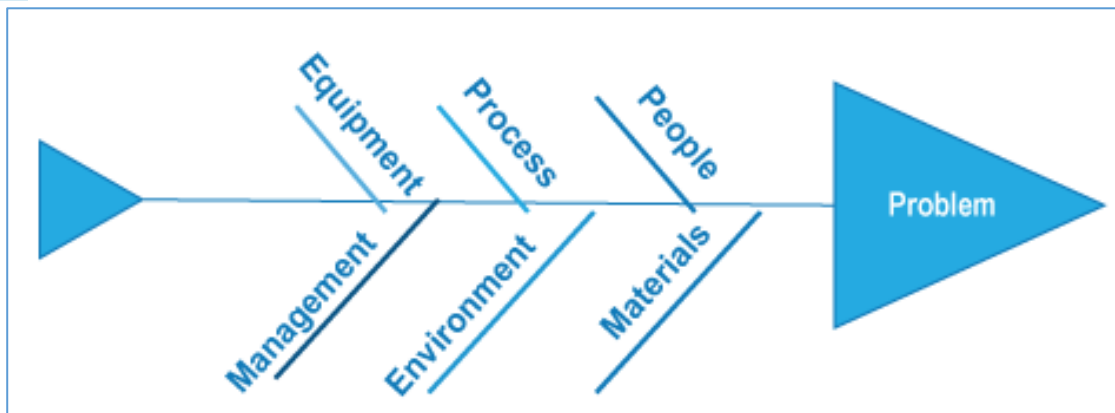 Equipment
Process
People
Problem
Management
Environment
Materials